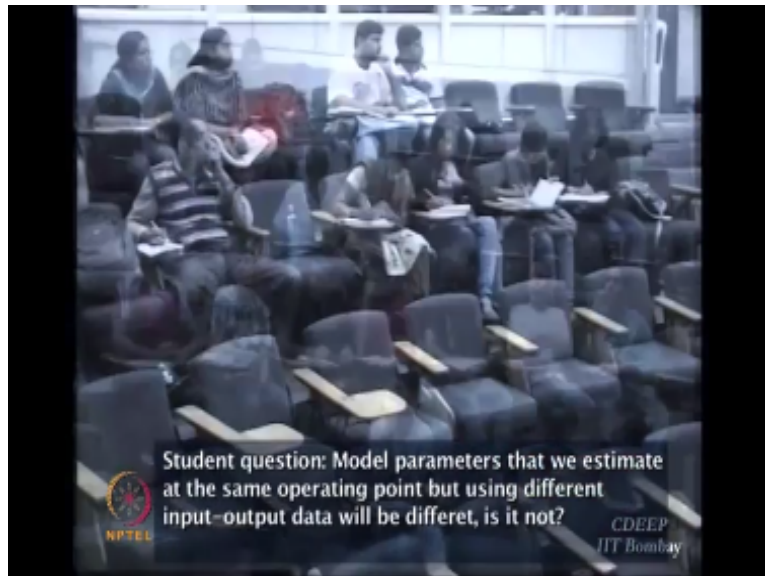 Student question: Model parameters that we estimate
at the same operating point but using different
input-output data will be differet, is it not?
CDEEP
IIT Bombay
NPTEL